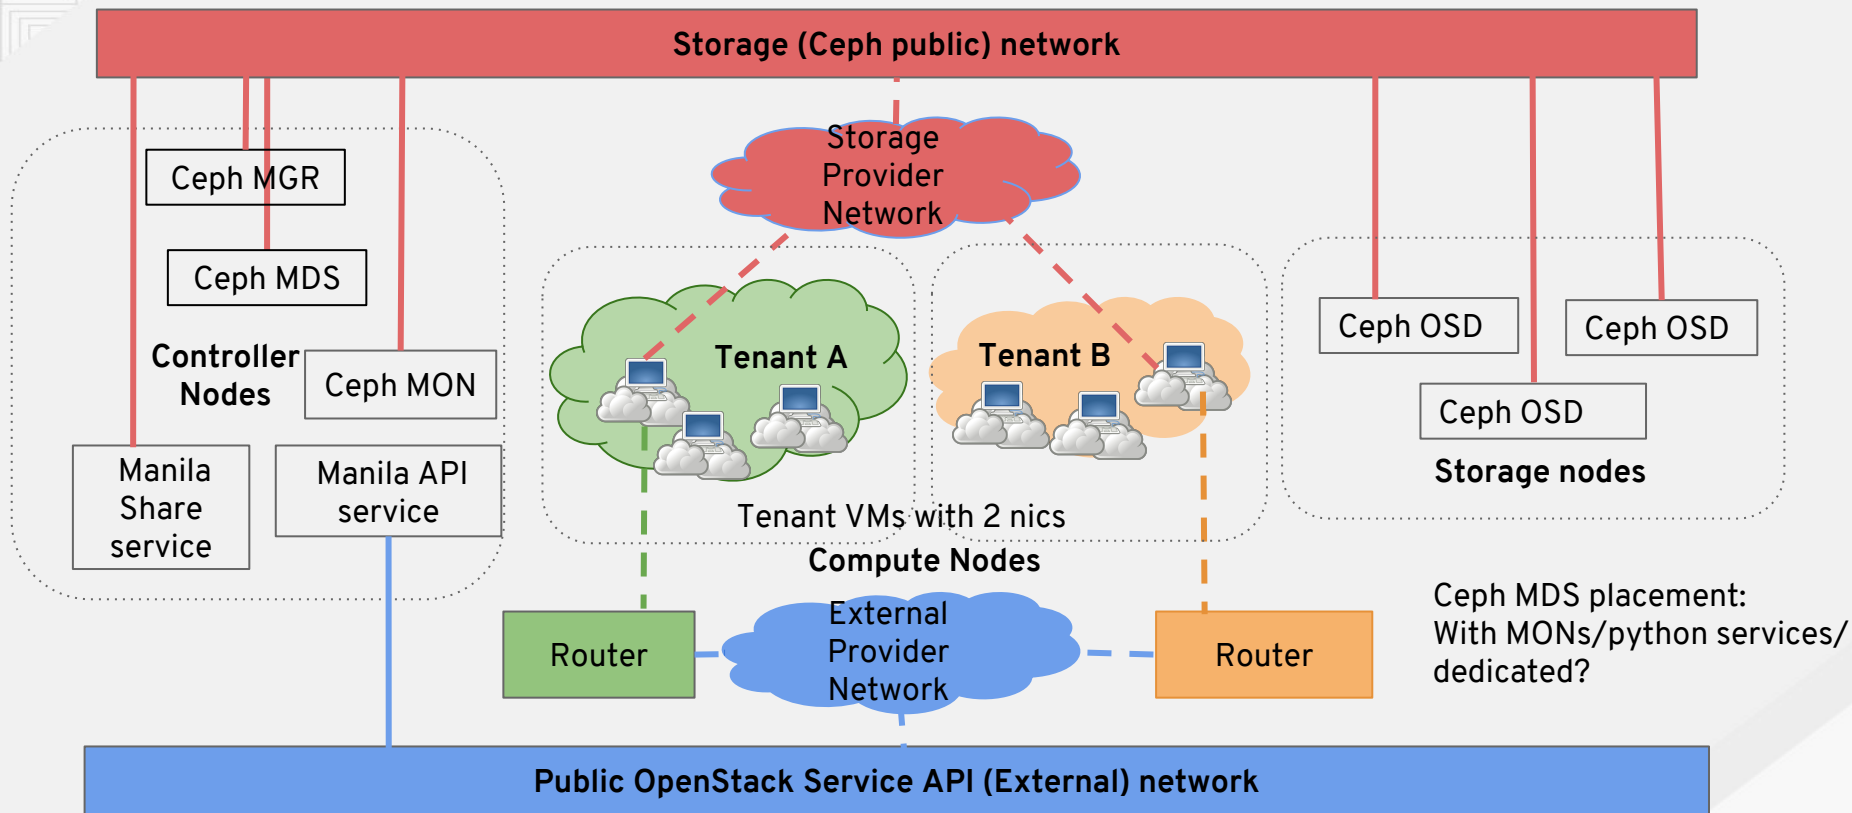 Storage (Ceph public) network
Storage
Provider
Network
Ceph MGR
Ceph MDS
Controller
Nodes
Ceph MON
Manila
Share
service
Manila API
service
Tenant A
Tenant B
Tenant VMs with 2 nics
Compute Nodes
Ceph OSD
Ceph OSD
Ceph OSD
Storage nodes
Router
External
Provider
Network
Router
Ceph MDS placement:
With MONs/python services/
dedicated?
Public OpenStack Service API (External) network